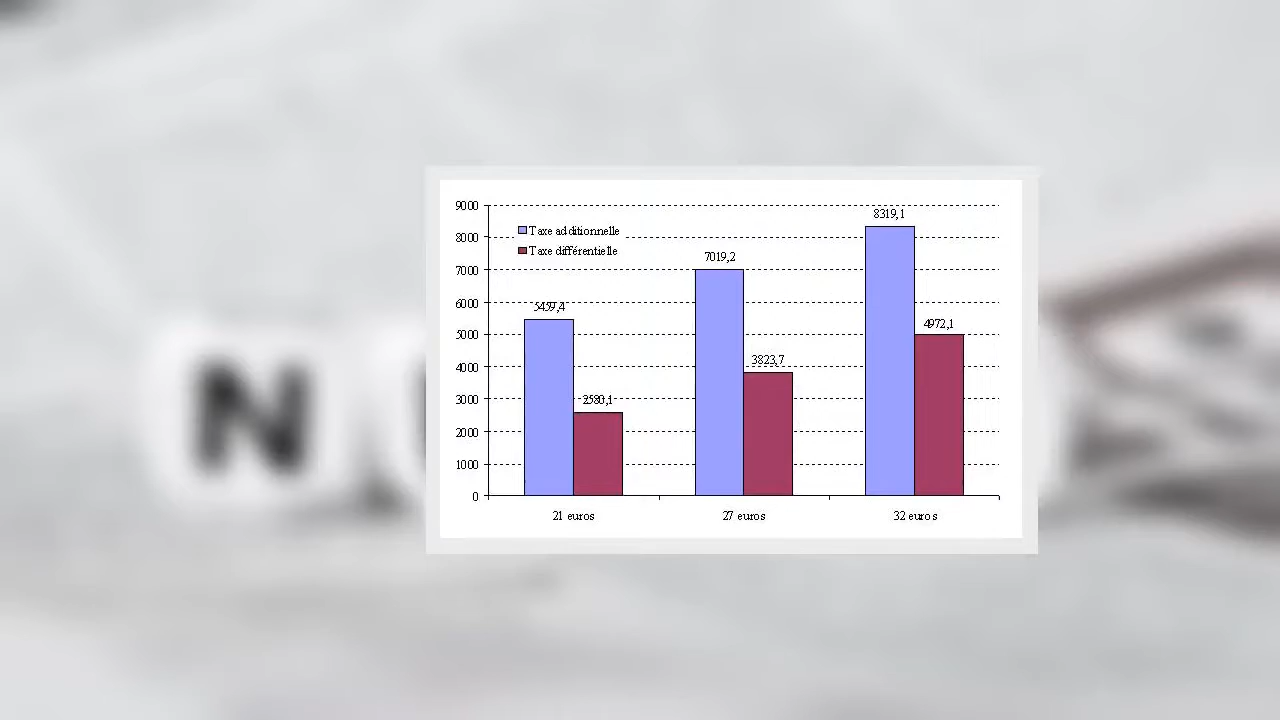 9000
8000
7000
6000
5000
4000
3000
2000
1000
0
Taxe additionnelle
Taxe différentielle
5459,4
2580,1
7019,2
3823,7
8319,1
4972,1
21 euros
27 euros
32 euros
N